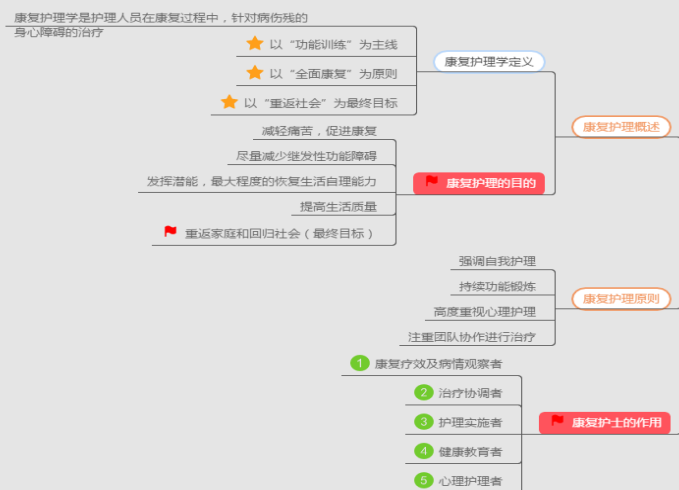 康复护理学是护理人员在康复过程中，针对病伤残的
身心障碍的治疗
以“功能训练”为主线
以“全面康复”为原则
以“重返社会”为最终目标
康复护理学定义
康复护理概述
减轻痛苦，促进康复
尽量减少继发性功能障碍
发挥潜能，最大程度的恢复生活自理能力
提高生活质量
重返家庭和回归社会（最终目标）
康复护理的目的
强调自我护理
持续功能锻炼
高度重视心理护理
注重团队协作进行治疗
康复护理原则
1 康复疗效及病情观察者
2 治疗协调者
3 护理实施者
4 健康教育者
5 心理护理者
康复护士的作用